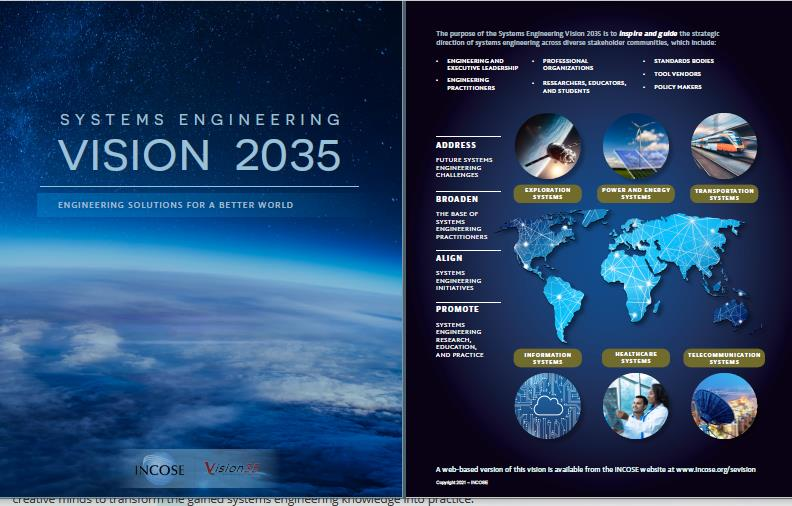 SYSTEMS ENGINEERING
VISION 2035
ENGINEERING SOLUTIONS FOR A BETTER WORLD
INCOSE
Vision35
The purpose of the Systems Engineering Vision 2035 is to inspire and guide the strategic
direction of systems engineering across diverse stakeholder communities, which include:
• ENGINEERING AND
EXECUTIVE LEADERSHIP
• ENGINEERING
PRACTITIONERS
• PROFESSIONAL
ORGANIZATIONS
• RESEARCHERS, EDUCATORS,
AND STUDENTS
• STANDARDS BODIES
• TOOL VENDORS
• POLICY MAKERS
ADDRESS
FUTURE SYSTEMS
ENGINEERING
CHALLENGES
BROADEN
THE BASE OF
SYSTEMS
ENGINEERING
PRACTITIONERS
ALIGN
SYSTEMS
ENGINEERING
INITIATIVES
PROMOTE
SYSTEMS
ENGINEERING
RESEARCH,
EDUCATION,
AND PRACTICE
EXPLORATION
SYSTEMS
POWER AND ENERGY
SYSTEMS
TRANSPORTATION
SYSTEMS
INFORMATION
SYSTEMS
HEALTHCARE
SYSTEMS
TELECOMMUNICATION
SYSTEMS
A web-based version of this vision is available from the INCOSE website at www.incose.org/sevision
Copyright 2021 – INCOSE
creative minds to transform the gained systems engineering knowledge into practice.